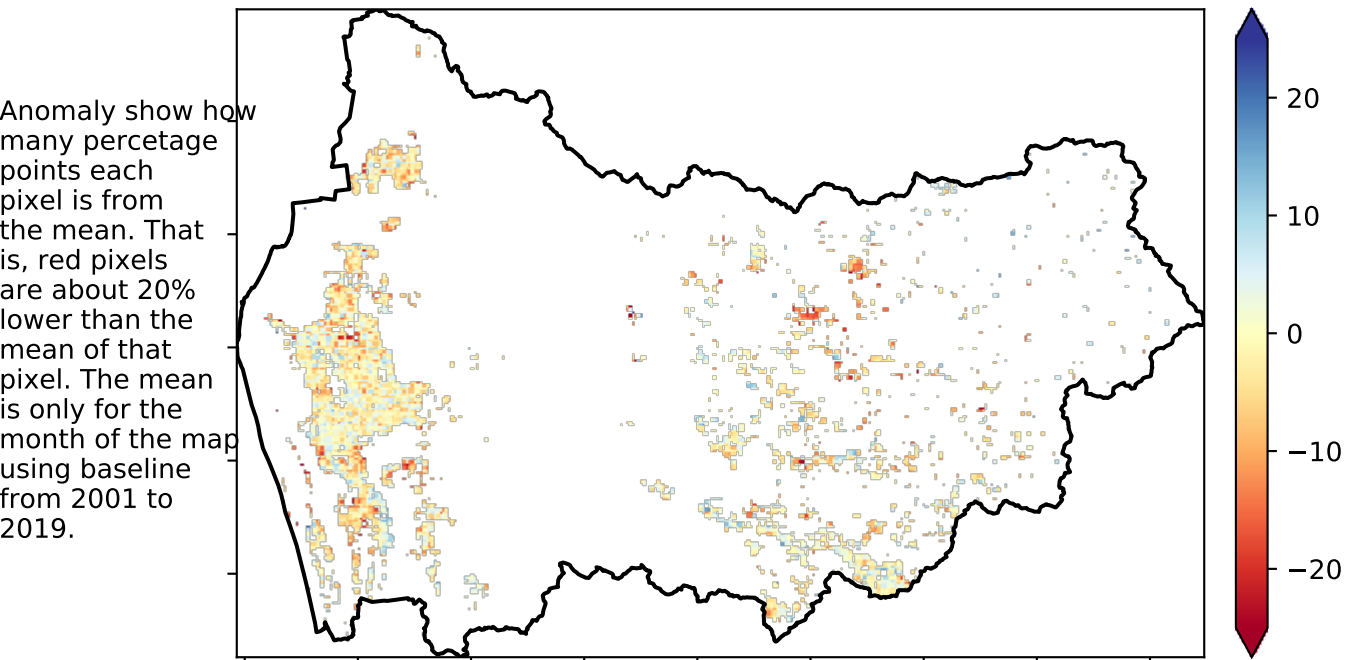 Anomaly show how
many percetage
points each
pixel is from
the mean. That
is, red pixels
are about 20%
lower than the
mean of that
pixel. The mean
is only for the
month of the map
using baseline
from 2001 to
2019.
20
10
0
−10
−20